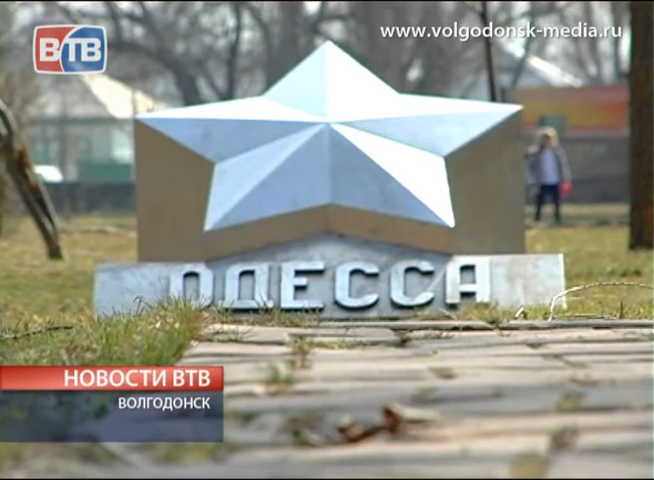 www.volgodonsk-media.ru
ВТВ
ОДЕССА
НОВОСТИ ВТВ
ВОЛГОДОНСК